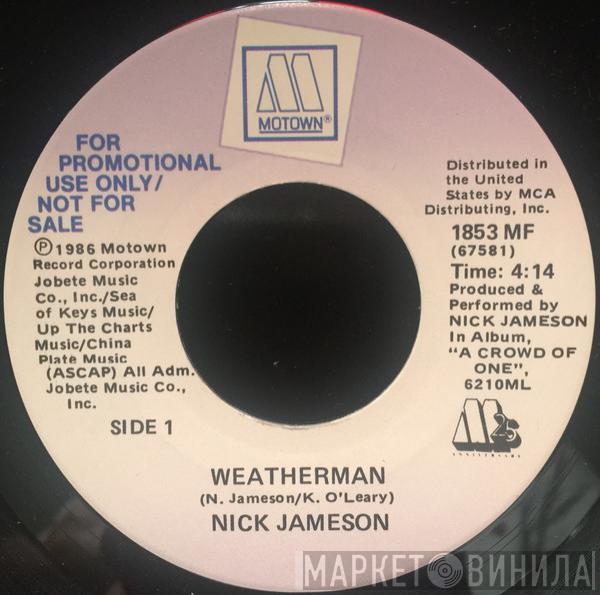 MOTOWN®
FOR
PROMOTIONAL
USE ONLY/
NOT FOR
SALE
Ⓟ1986 Motown
Record Corporation
Jobete Music
Co., Inc./Sea
of Keys Music/
Up The Charts
Music/China
Plate Music
(ASCAP) All Adm.
Jobete Music Co.,
Inc.
SIDE 1
Distributed in
the United
States by MCA
Distributing, Inc.
1853 MF
(67581)
Time: 4:14
Produced &
Performed by
NICK JAMESON
In Album,
"A CROWD OF
ONE",
6210ML
25
ANNIVERSARY
WEATHERMAN
(N. Jameson/K. O'Leary)
NICK JAMESON
МАРКЕТ ВИНИЛА